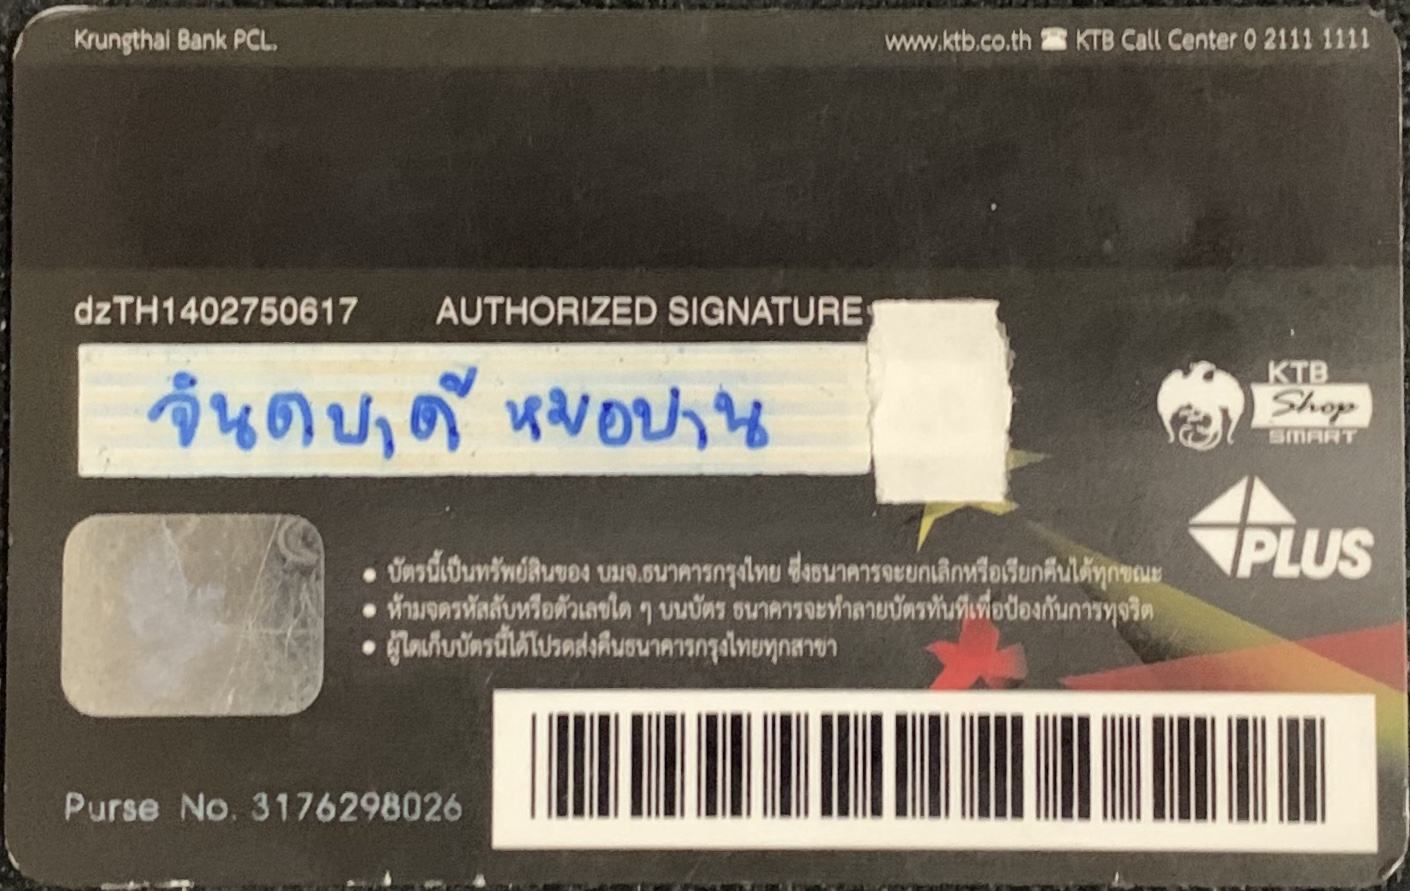 Krungthai Bank PCL.
www.ktb.co.th ☎ KTB Call Center 0 2111 1111
dzTH1402750617 AUTHORIZED SIGNATURE
จินตบาตี หมอบ่าน
KTB
Shop
SMART
PLUS
• บัตรนี้เป็นทรัพย์สินของ บมจ.ธนาคารกรุงไทย ซึ่งธนาคารจะยกเลิกหรือเรียกคืนได้ทุกขณะ
• ห้ามจดรหัสลับหรือตัวเลขใด ๆ บนบัตร ธนาคารจะทำลายบัตรทันทีเพื่อป้องกันการทุจริต
• ผู้ใดเก็บบัตรนี้ได้โปรดส่งคืนธนาคารกรุงไทยทุกสาขา
Purse No. 3176298026